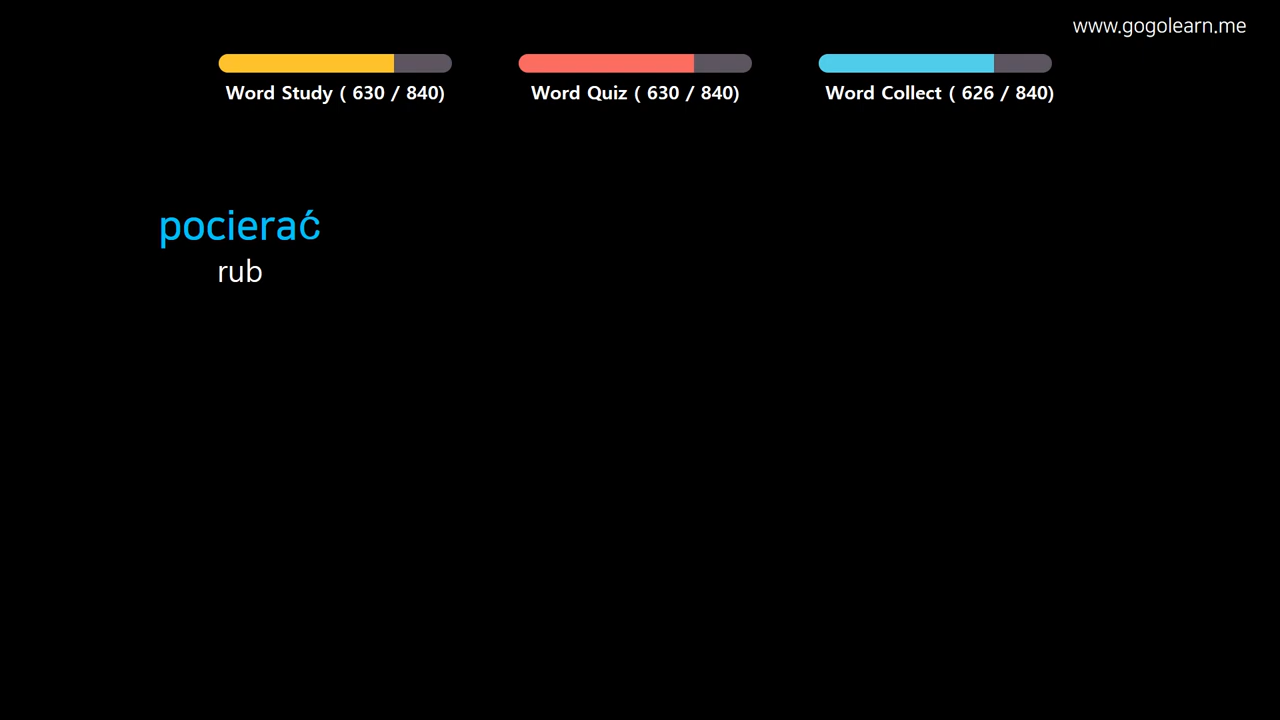 www.gogolearn.me
Word Study ( 630 / 840)
Word Quiz ( 630 / 840)
Word Collect ( 626 / 840)
pocierać
rub